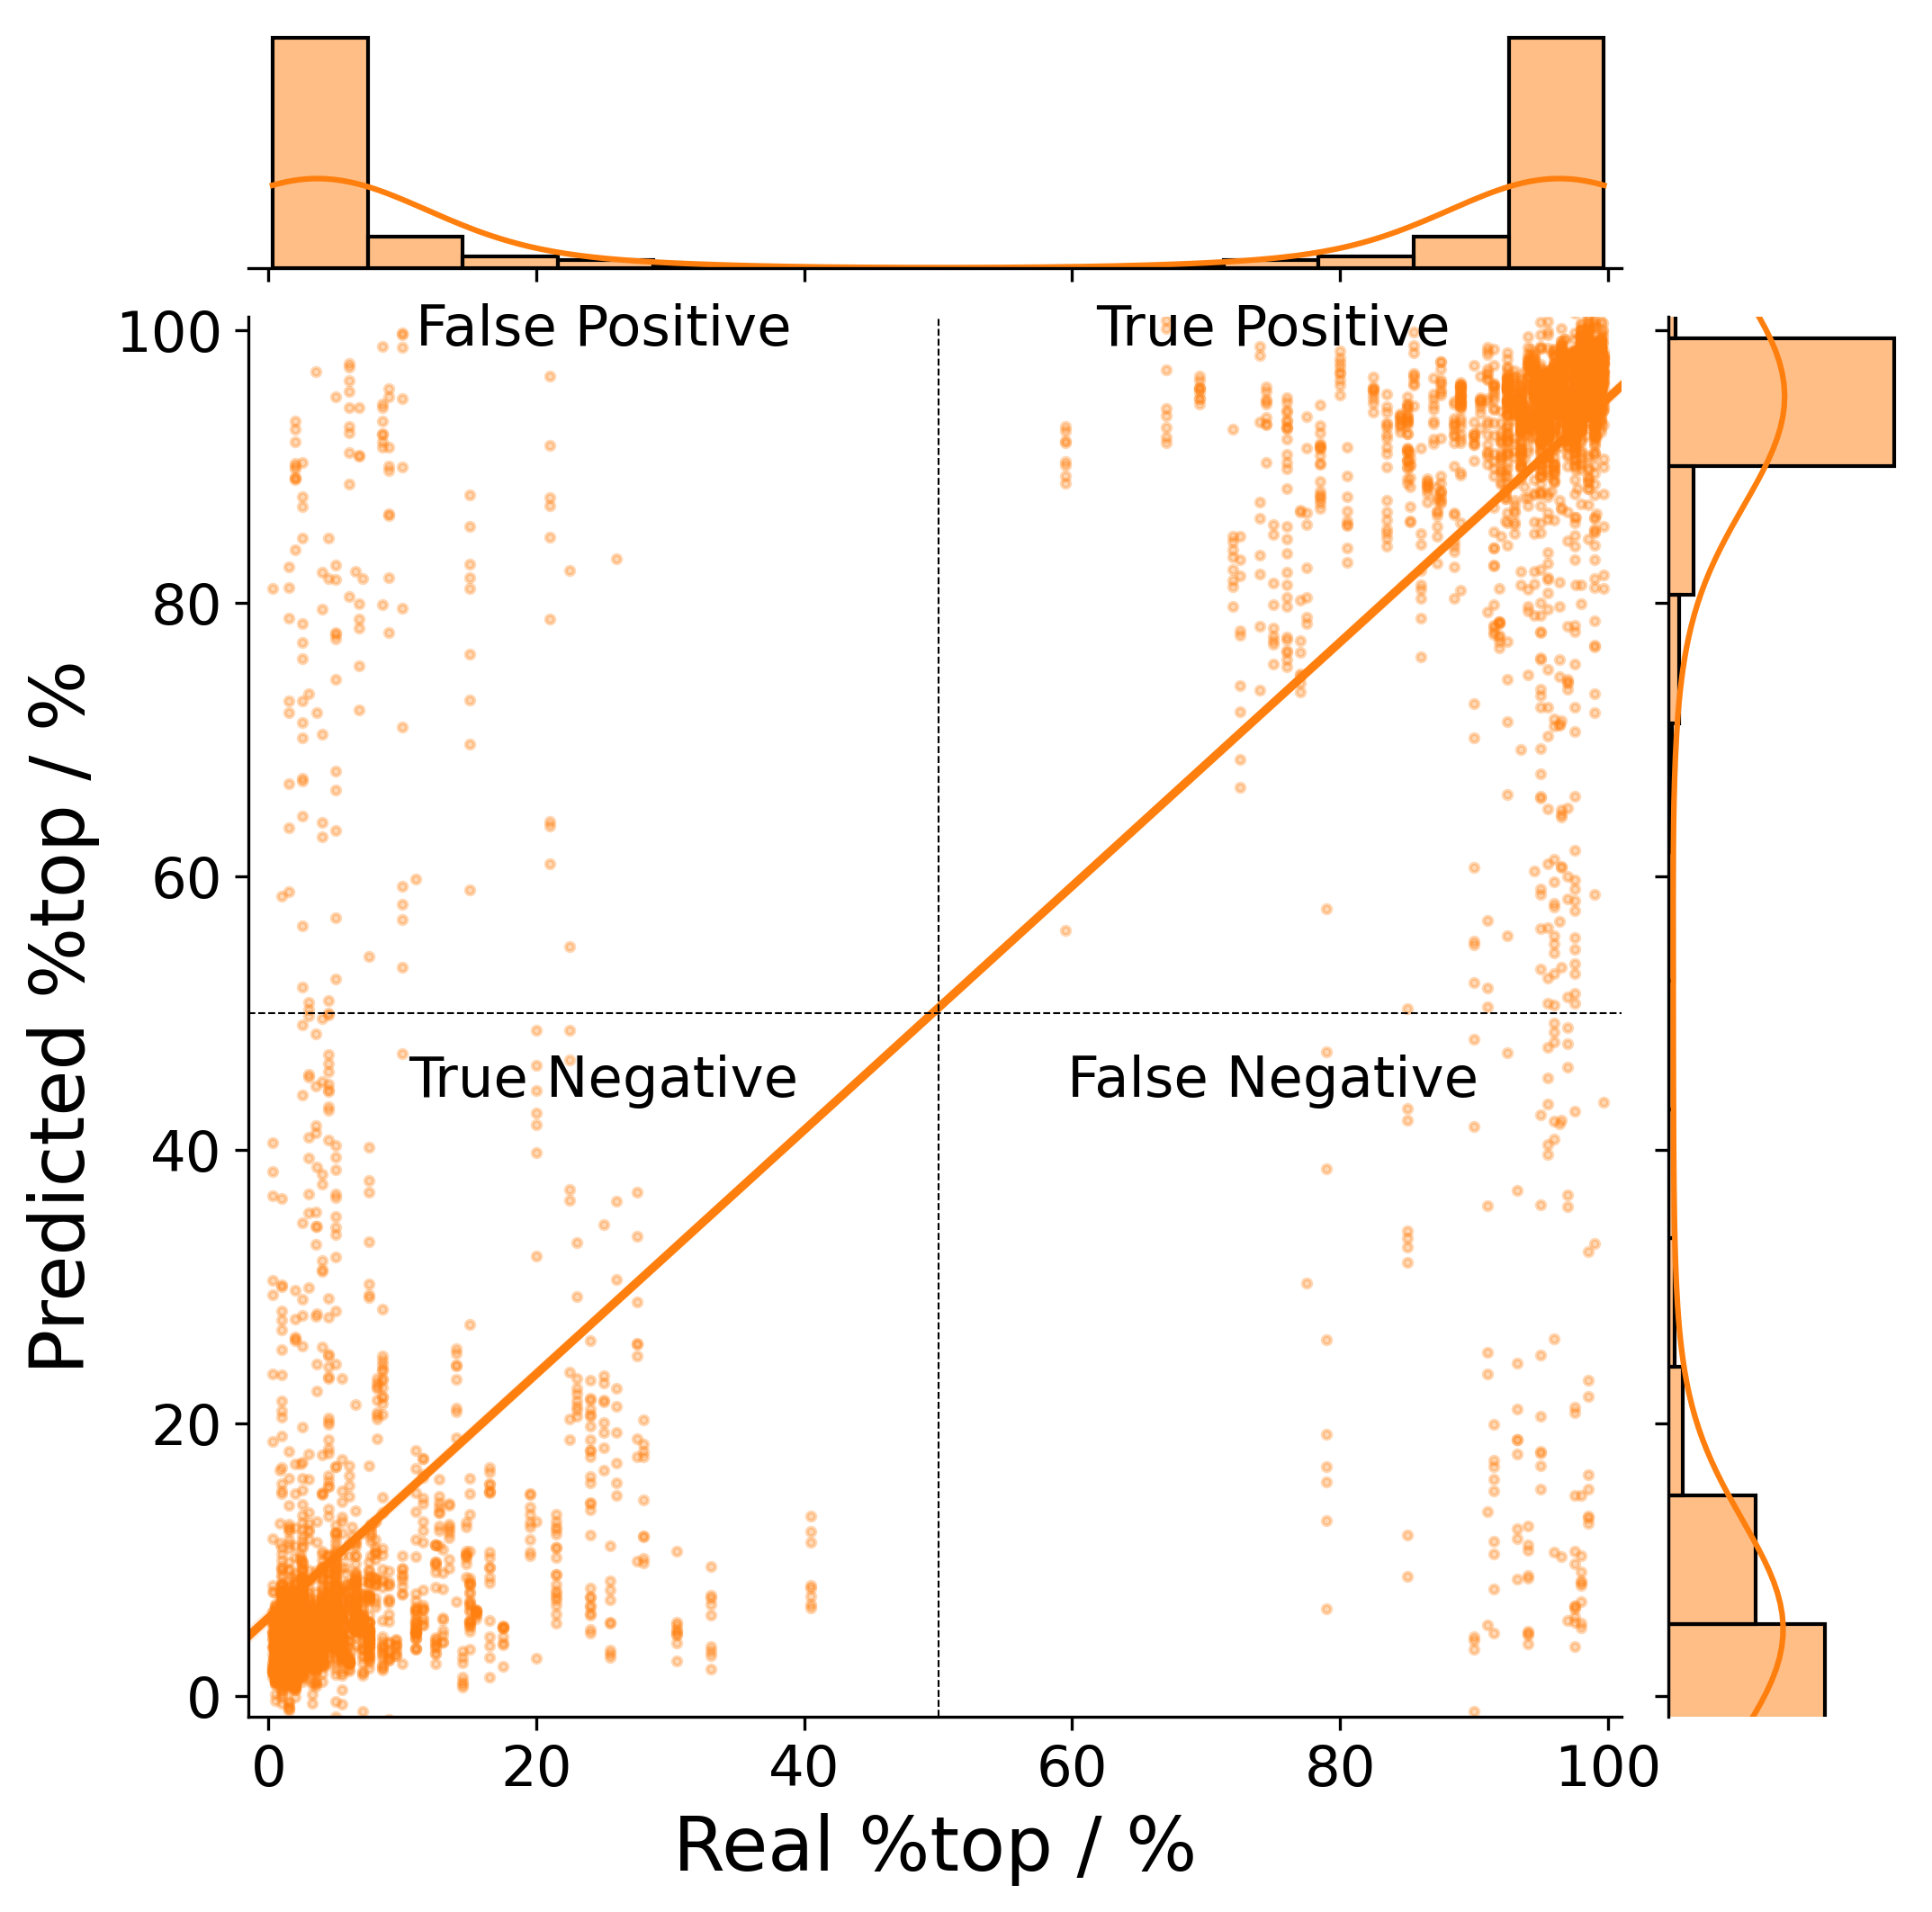 False Positive
True Positive
100
80
60
40
20
0
True Negative
False Negative
0
20
40
60
80
100
Predicted %top / %
Real %top / %